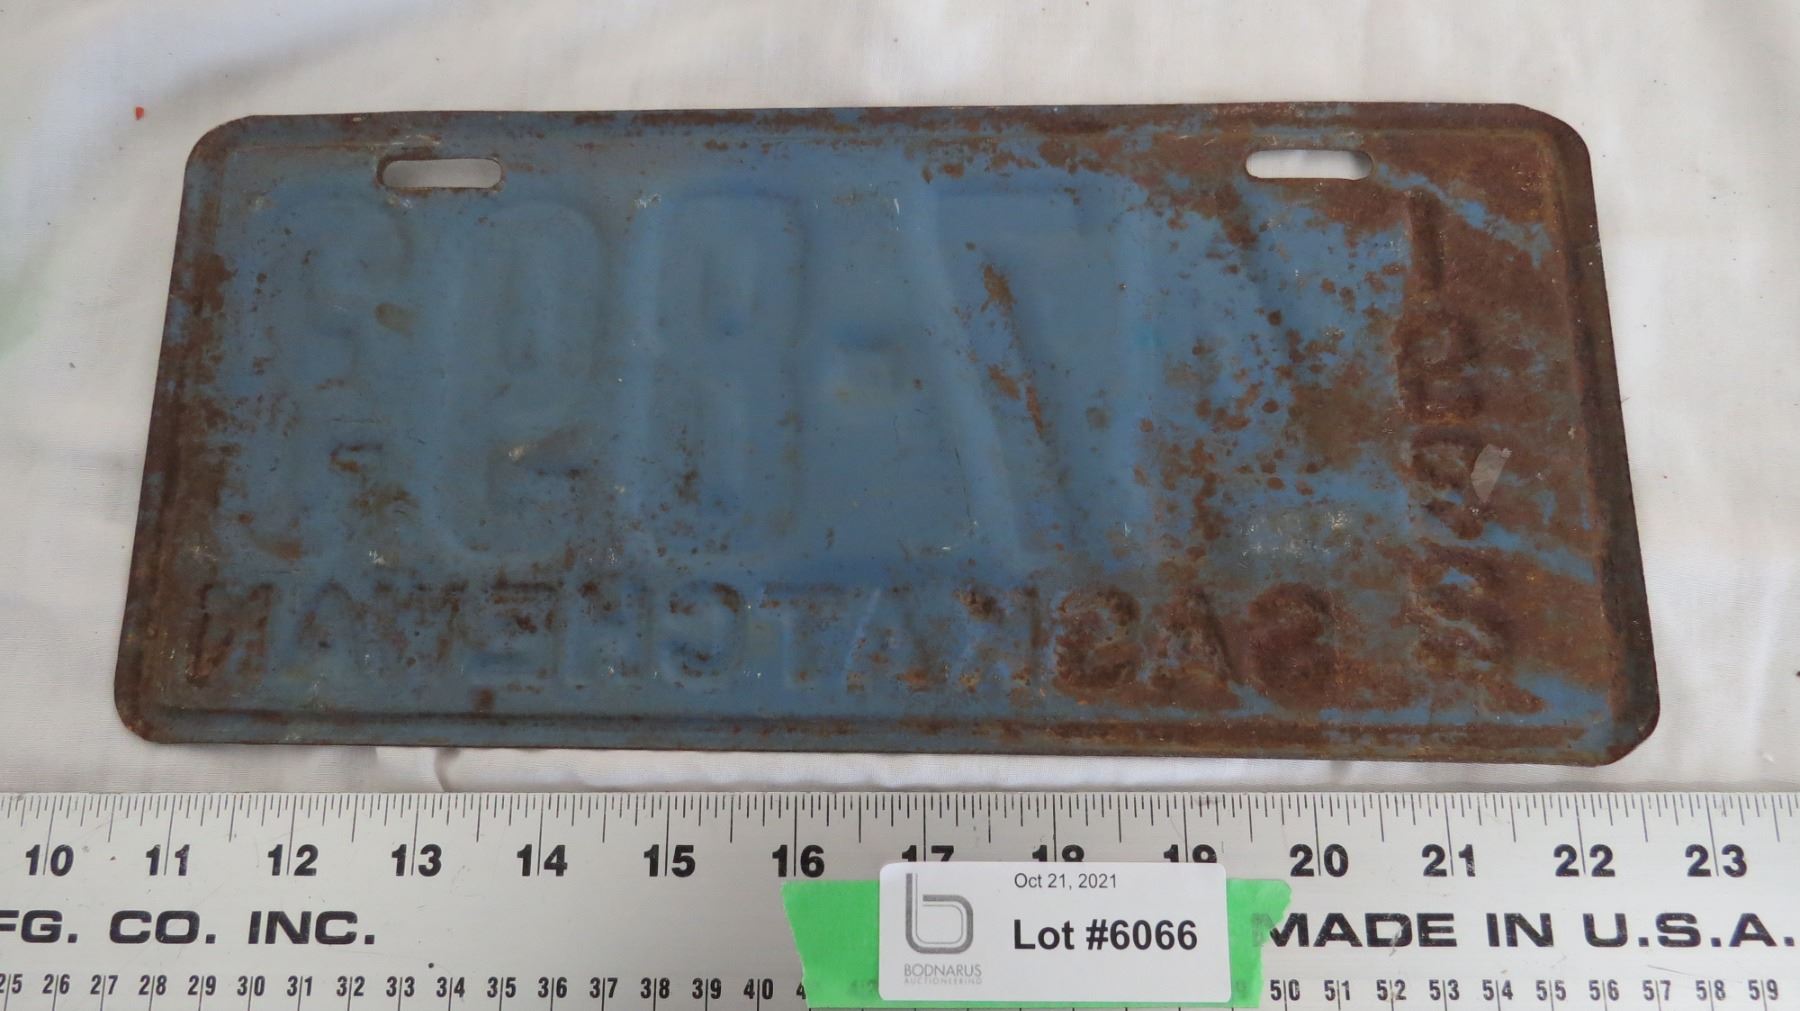 SASKATCHEWAN
10 11 12 13 14 15 16 17 18 19 20 21 22 23
FG. CO. INC.
MADE IN U.S.A.
Oct 21, 2021
Lot #6066
BODNARUS
AUCTIONEERING
25 26 27 28 29 30 31 32 33 34 35 36 37 38 39 40 50 51 52 53 54 55 56 57 58 59